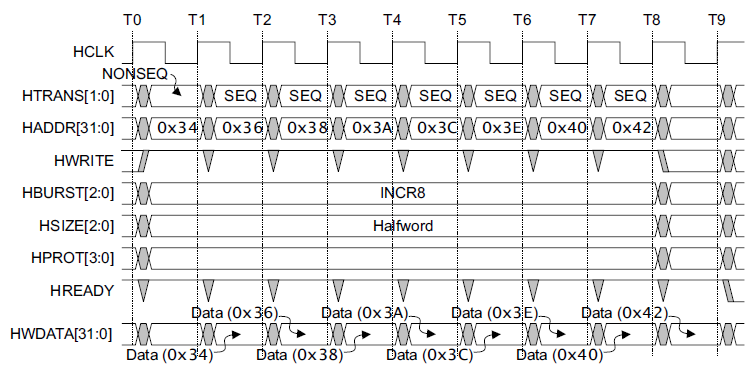 T0 T1 T2 T3 T4 T5 T6 T7 T8 T9
HCLK
NONSEQ
HTRANS[1:0] SEQ SEQ SEQ SEQ SEQ SEQ SEQ
HADDR[31:0] 0x34 0x36 0x38 0x3A 0x3C 0x3E 0x40 0x42
HWRITE
HBURST[2:0] INCR8
HSIZE[2:0] Halfword
HPROT[3:0]
HREADY
Data (0x36) Data (0x3A) Data (0x3E) Data (0x42)
HWDATA[31:0]
Data (0x34) Data (0x38) Data (0x3C) Data (0x40)